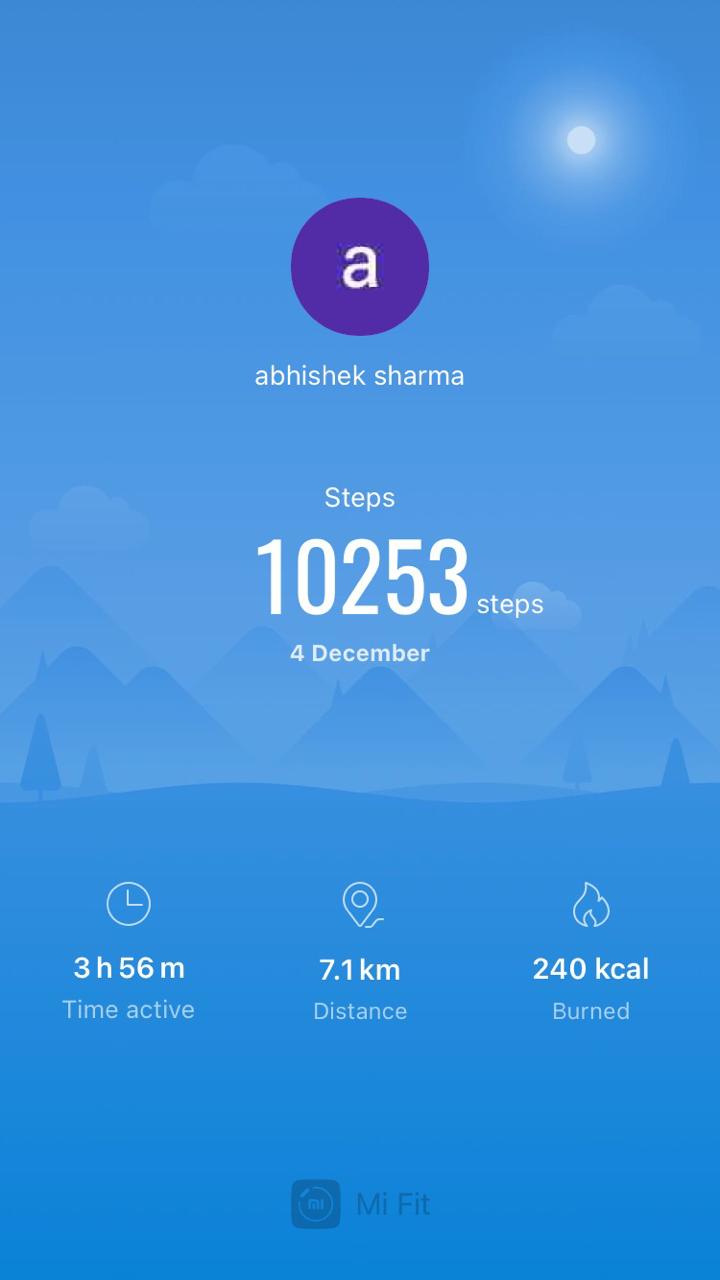 a
abhishek sharma
Steps
10253 steps
4 December
3 h 56 m 7.1 km 240 kcal
Time active Distance Burned
mi Mi Fit